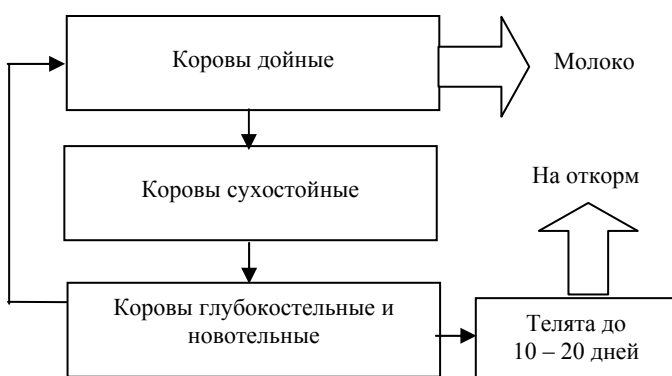 Коровы дойные
Молоко
Коровы сухостойные
На откорм
Коровы глубокостельные и
новотельные
Телята до
10 – 20 дней